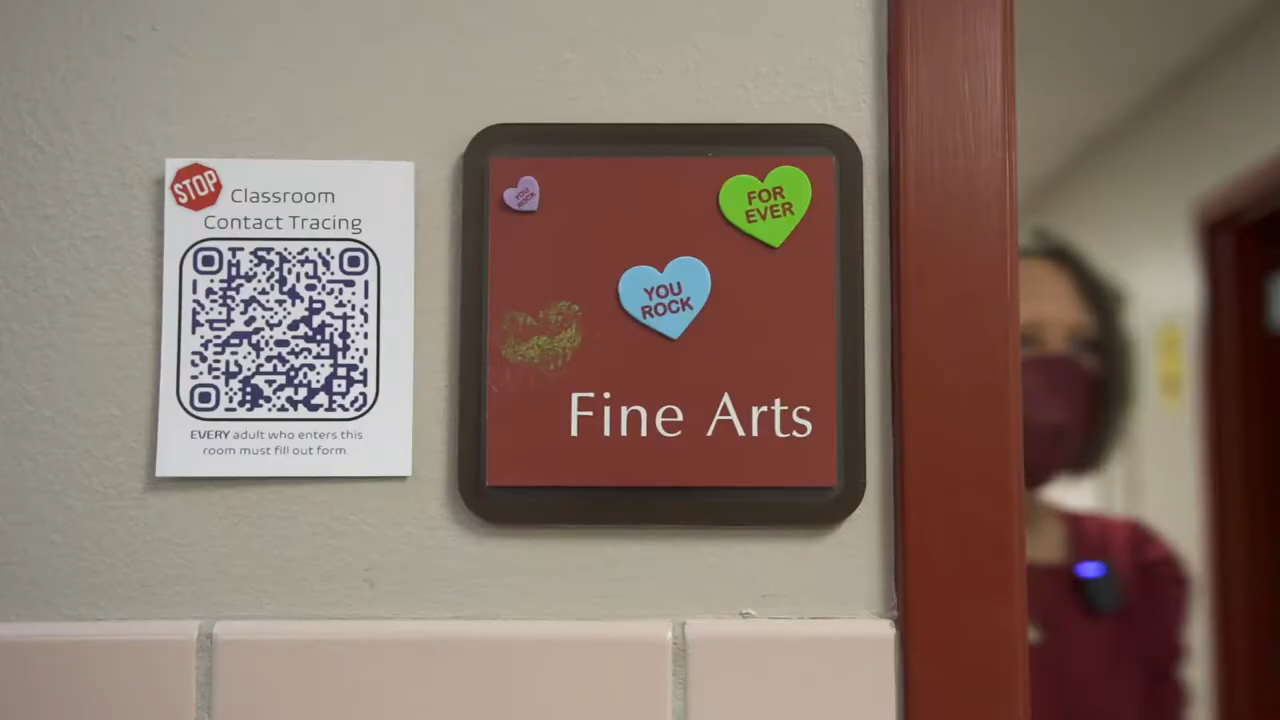 STOP
Classroom
Contact Tracing
EVERY adult who enters this
room must fill out form.
YOU
ROCK
FOR
EVER
YOU
ROCK
Fine Arts